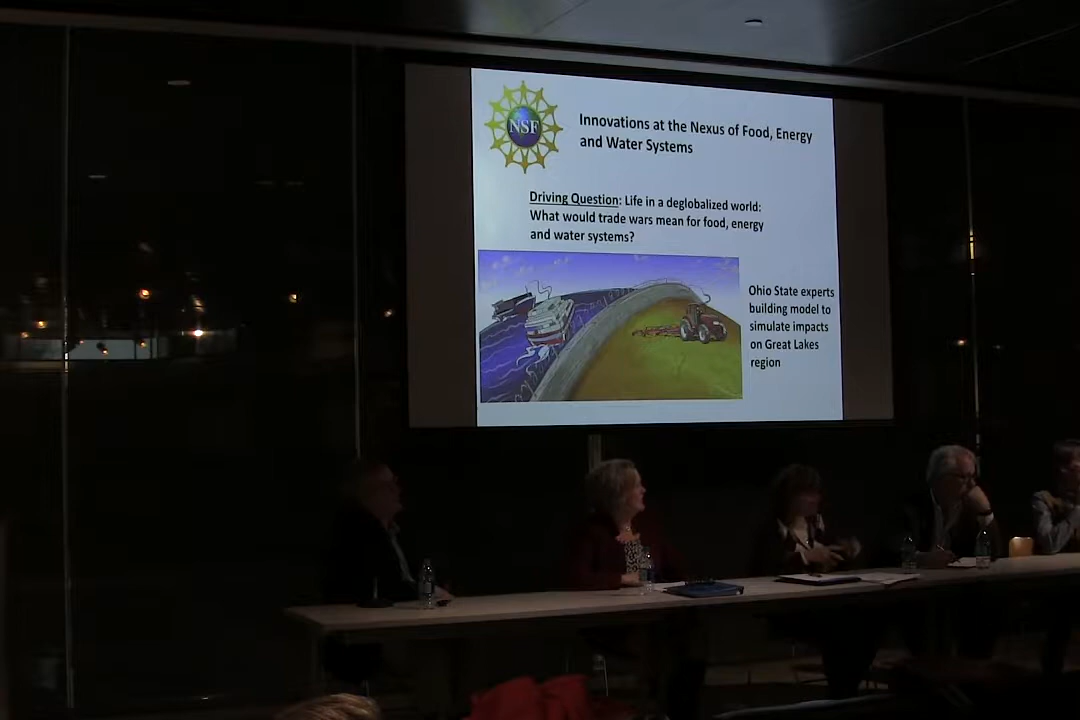 NSF
Innovations at the Nexus of Food, Energy
and Water Systems
Driving Question: Life in a deglobalized world:
What would trade wars mean for food, energy
and water systems?
Ohio State experts
building model to
simulate impacts
on Great Lakes
region